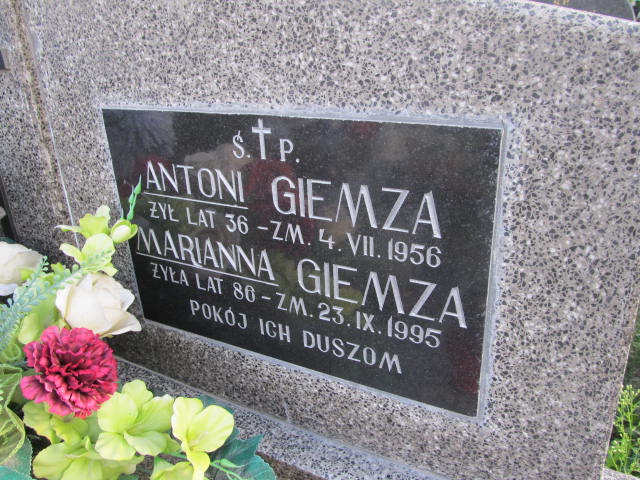 Ś. P.
ANTONI GIEMZA
ŻYŁ LAT 36 - ZM. 4. VII. 1956
MARIANNA GIEMZA
ŻYŁA LAT 86 - ZM. 23. IX. 1995
POKÓJ ICH DUSZOM